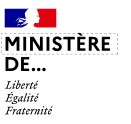 MINISTÈRE
DE...
Liberté
Égalité
Fraternité